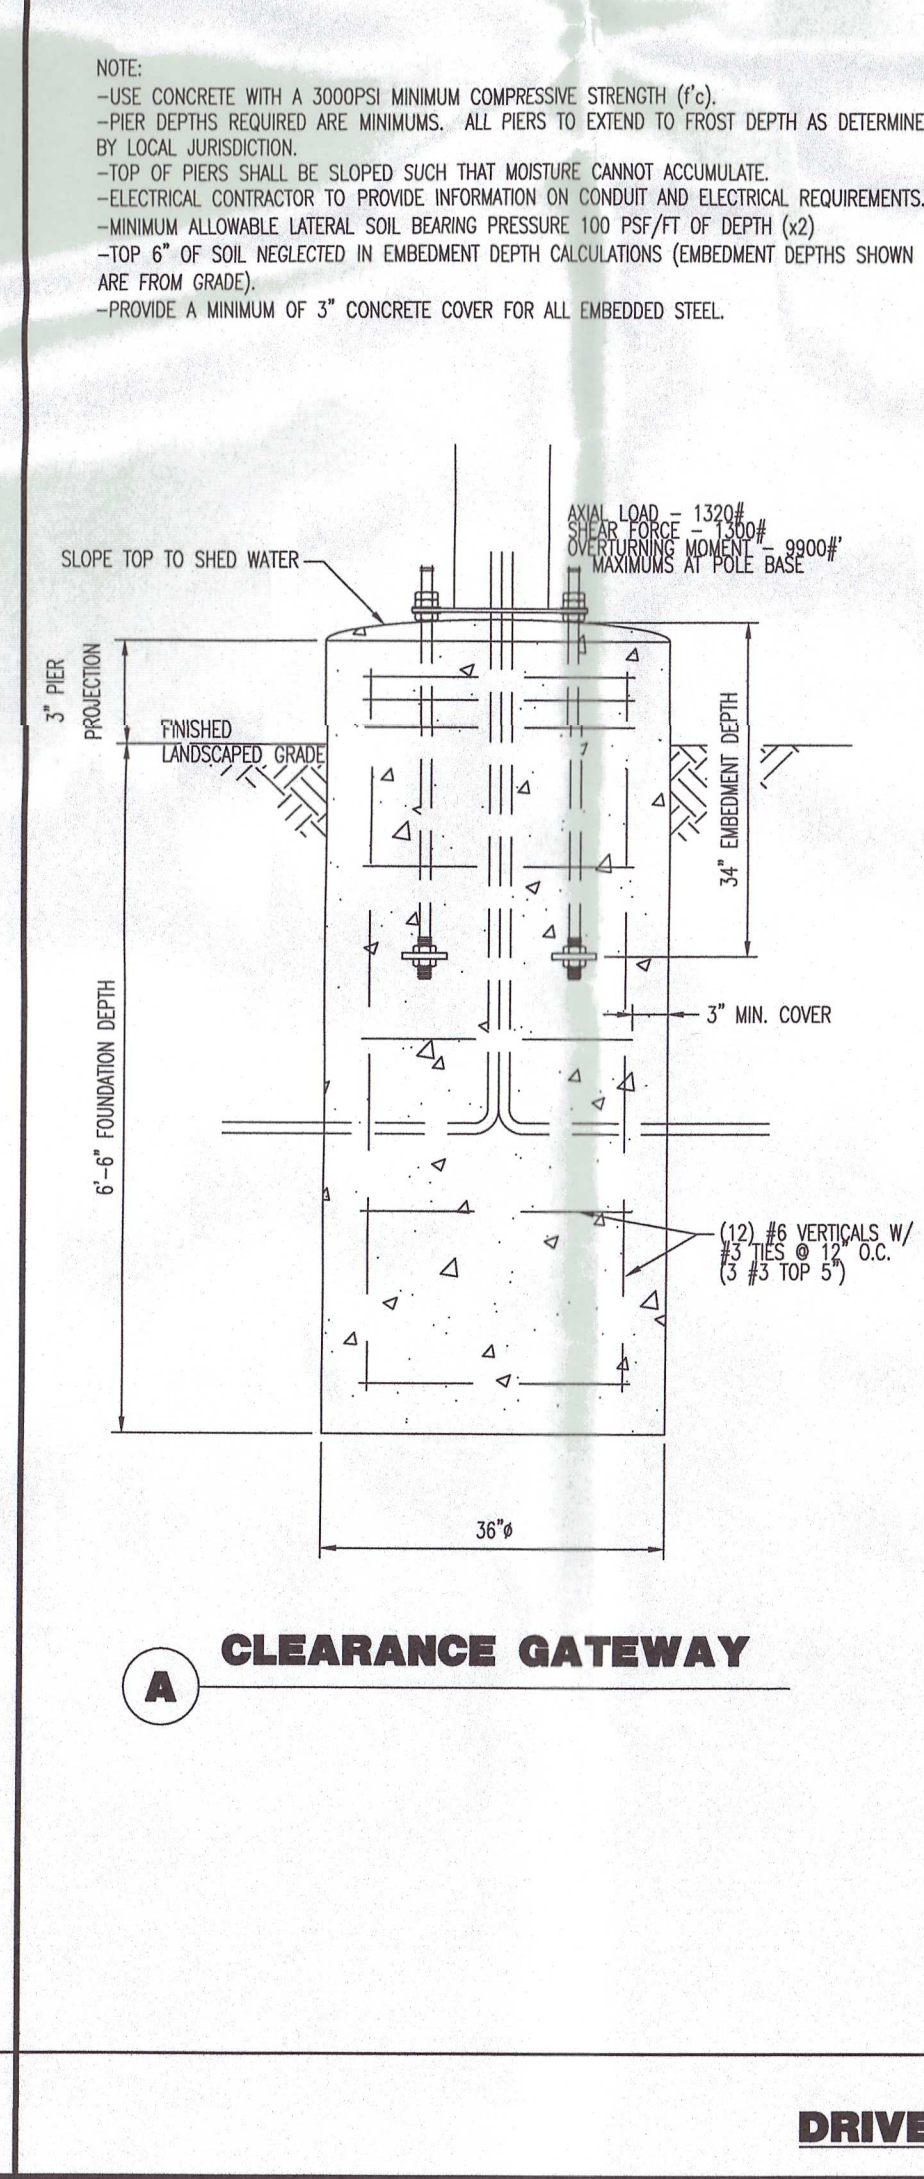 NOTE:
-USE CONCRETE WITH A 3000PSI MINIMUM COMPRESSIVE STRENGTH (f'c).
-PIER DEPTHS REQUIRED ARE MINIMUMS. ALL PIERS TO EXTEND TO FROST DEPTH AS DETERMINE
BY LOCAL JURISDICTION.
-TOP OF PIERS SHALL BE SLOPED SUCH THAT MOISTURE CANNOT ACCUMULATE.
-ELECTRICAL CONTRACTOR TO PROVIDE INFORMATION ON CONDUIT AND ELECTRICAL REQUIREMENTS.
-MINIMUM ALLOWABLE LATERAL SOIL BEARING PRESSURE 100 PSF/FT OF DEPTH (x2)
-TOP 6" OF SOIL NEGLECTED IN EMBEDMENT DEPTH CALCULATIONS (EMBEDMENT DEPTHS SHOWN
ARE FROM GRADE).
-PROVIDE A MINIMUM OF 3" CONCRETE COVER FOR ALL EMBEDDED STEEL.
AXIAL LOAD - 1320#
SHEAR FORCE - 1300#
OVERTURNING MOMENT - 9900#'
MAXIMUMS AT POLE BASE
SLOPE TOP TO SHED WATER
3" PIER
PROJECTION
FINISHED
LANDSCAPED GRADE
34" EMBEDMENT DEPTH
3" MIN. COVER
6'-6" FOUNDATION DEPTH
(12) #6 VERTICALS W/
#3 TIES @ 12" O.C.
(3 #3 TOP 5")
36"ø
A
CLEARANCE GATEWAY
DRIVE